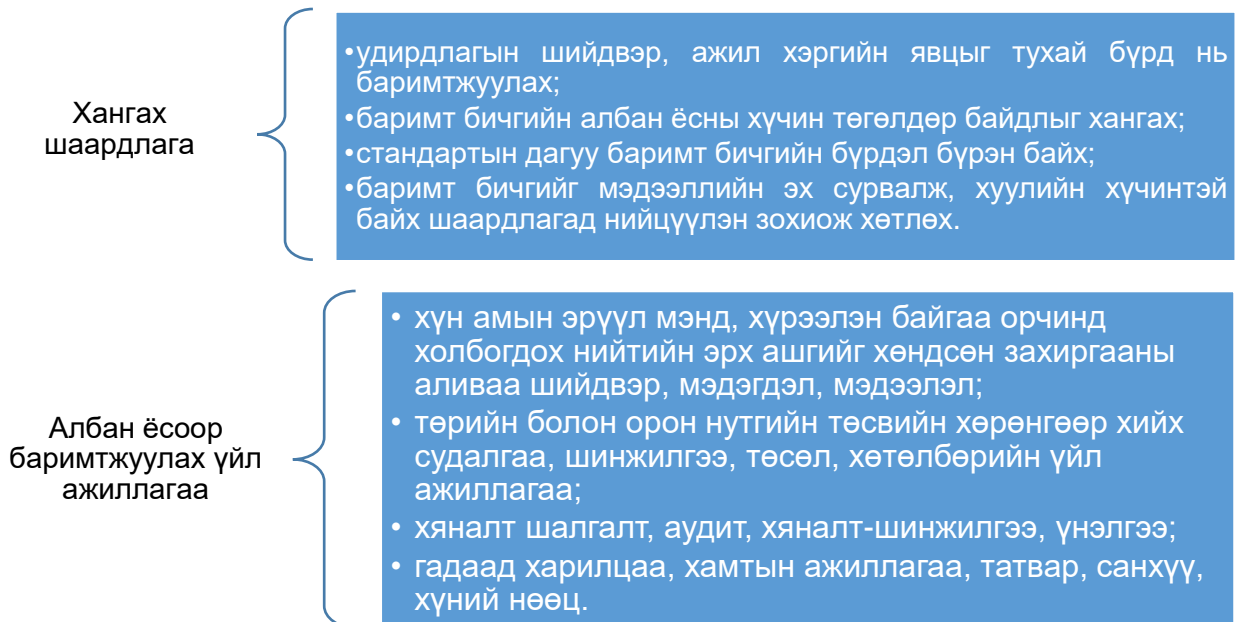 Хангах
шаардлага
•удирдлагын шийдвэр, ажил хэргийн явцыг тухай бүрд нь
баримтжуулах;
•баримт бичгийн албан ёсны хүчин төгөлдөр байдлыг хангах;
•стандартын дагуу баримт бичгийн бүрдэл бүрэн байх;
•баримт бичгийг мэдээллийн эх сурвалж, хуулийн хүчинтэй
байх шаардлагад нийцүүлэн зохиож хөтлөх.
Албан ёсоор
баримтжуулах үйл
ажиллагаа
• хүн амын эрүүл мэнд, хүрээлэн байгаа орчинд
холбогдох нийтийн эрх ашгийг хөндсөн захиргааны
аливаа шийдвэр, мэдэгдэл, мэдээлэл;
• төрийн болон орон нутгийн төсвийн хөрөнгөөр хийх
судалгаа, шинжилгээ, төсөл, хөтөлбөрийн үйл
ажиллагаа;
• хяналт шалгалт, аудит, хяналт-шинжилгээ, үнэлгээ;
• гадаад харилцаа, хамтын ажиллагаа, татвар, санхүү,
хүний нөөц.